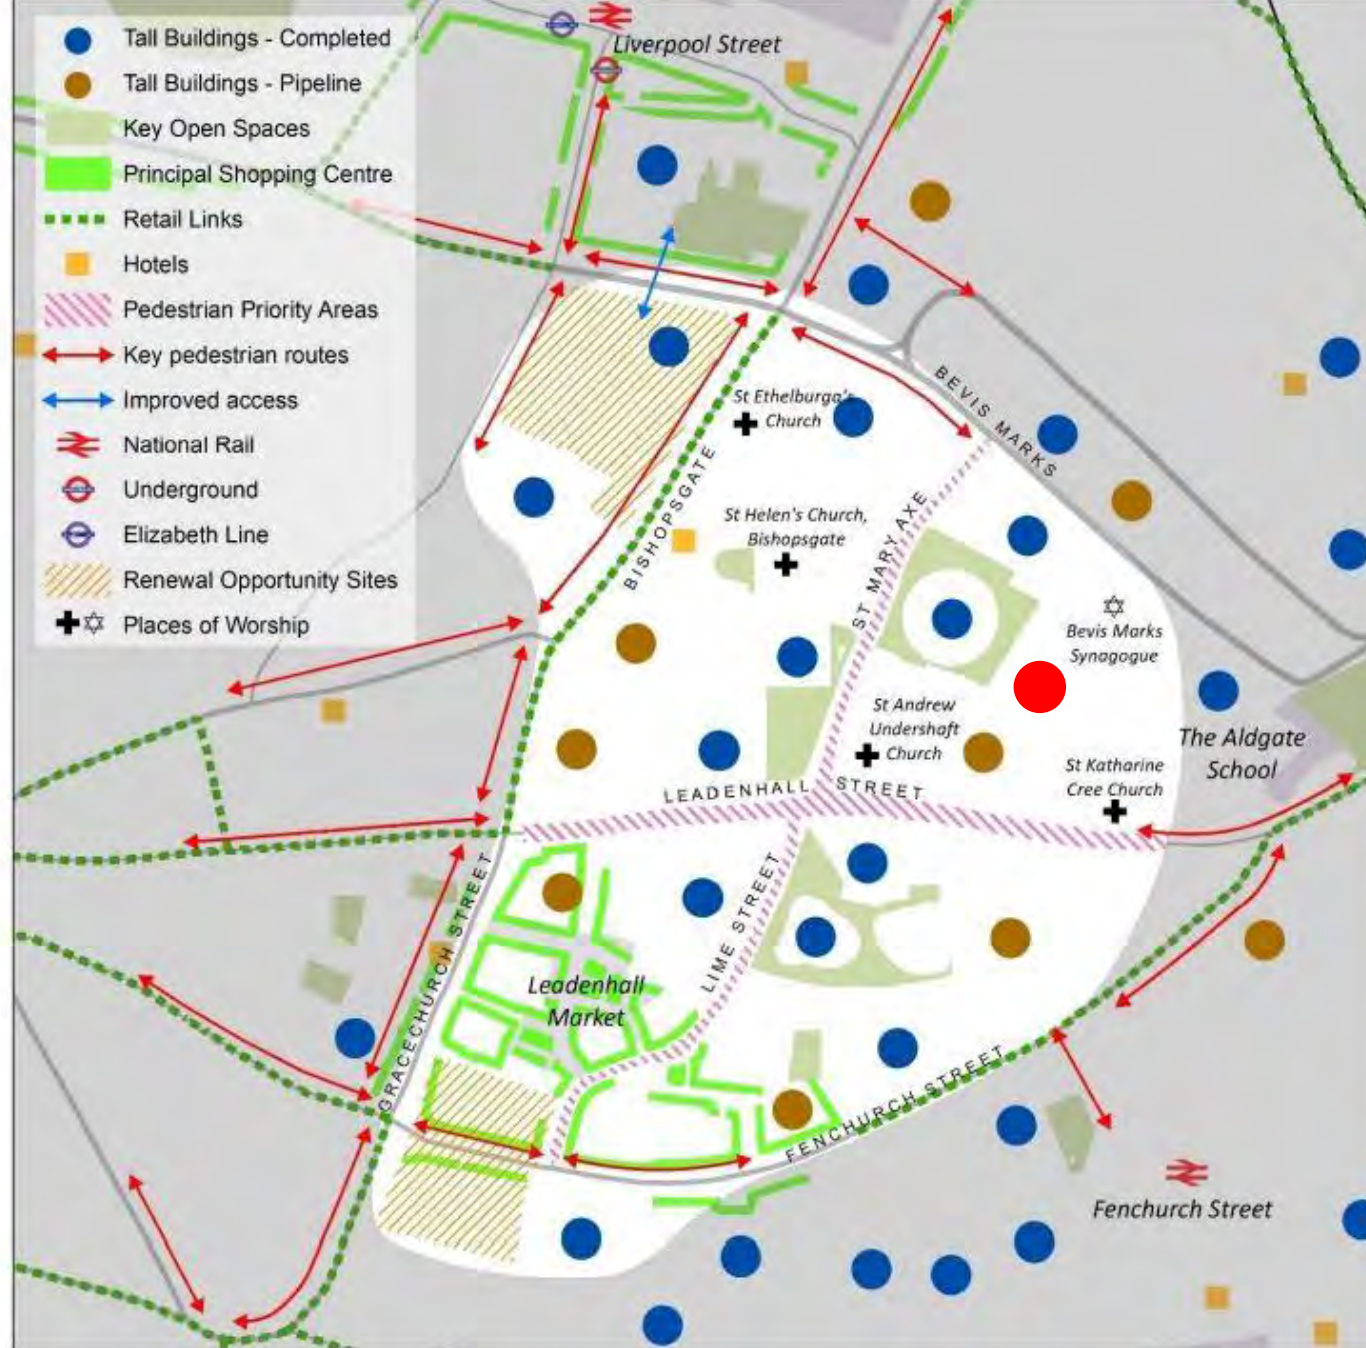 Tall Buildings - Completed
Tall Buildings - Pipeline
Key Open Spaces
Principal Shopping Centre
Retail Links
Hotels
Pedestrian Priority Areas
Key pedestrian routes
Improved access
National Rail
Underground
Elizabeth Line
Renewal Opportunity Sites
Places of Worship
Liverpool Street
BEVIS MARKS
St Ethelburga's
Church
BISHOPSGATE
St Helen's Church,
Bishopsgate
ST MARY AXE
Bevis Marks
Synagogue
St Andrew
Undershaft
Church
The Aldgate
School
St Katharine
Cree Church
LEADENHALL STREET
GRACECHURCH STREET
LIME STREET
Leadenhall
Market
FENCHURCH STREET
Fenchurch Street